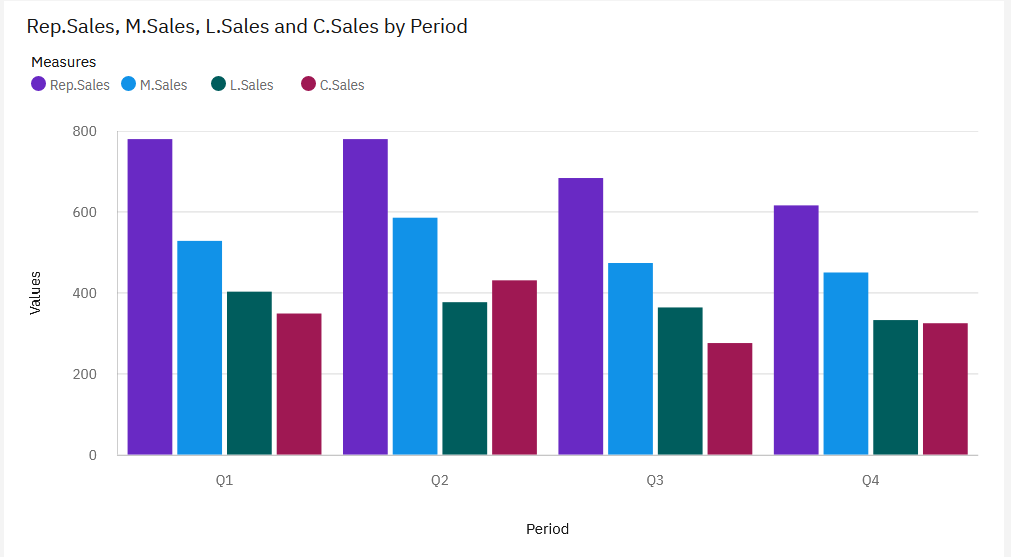 Rep.Sales, M.Sales, L.Sales and C.Sales by Period
Measures
Rep.Sales M.Sales L.Sales C.Sales
800
600
400
200
0
Values
Q1 Q2 Q3 Q4
Period